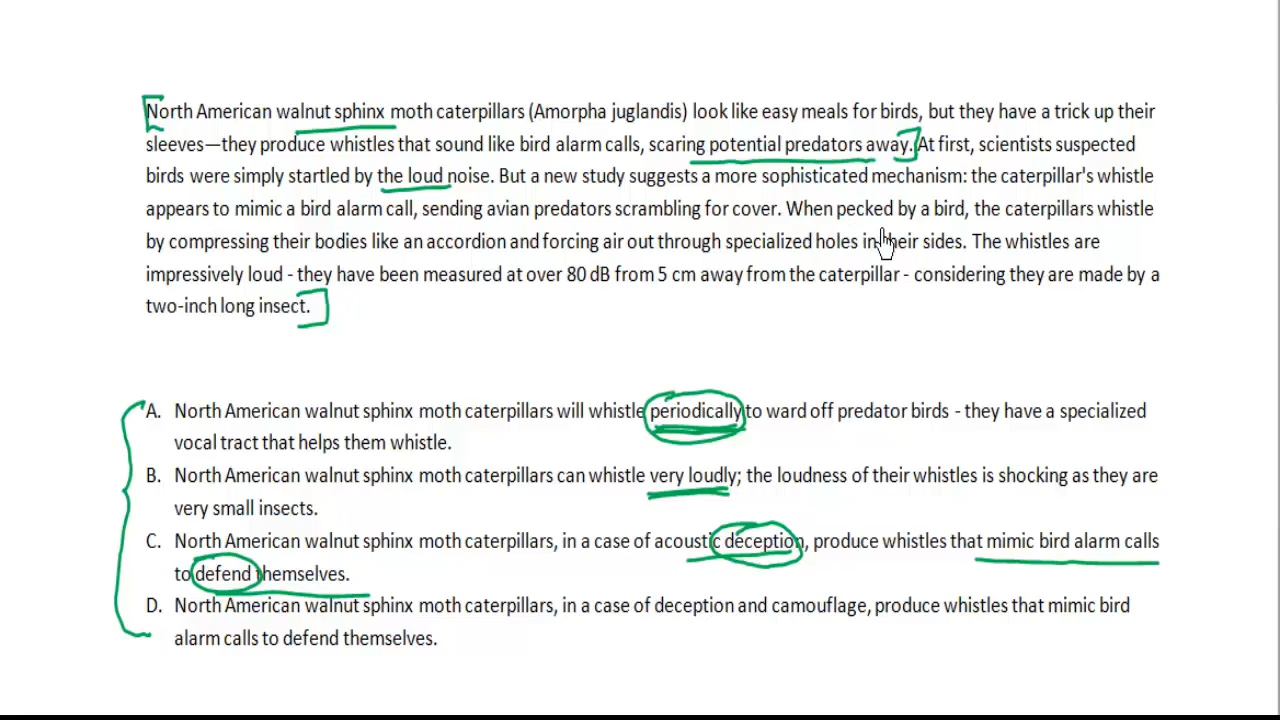 North American walnut sphinx moth caterpillars (Amorpha juglandis) look like easy meals for birds, but they have a trick up their
sleeves—they produce whistles that sound like bird alarm calls, scaring potential predators away. At first, scientists suspected
birds were simply startled by the loud noise. But a new study suggests a more sophisticated mechanism: the caterpillar's whistle
appears to mimic a bird alarm call, sending avian predators scrambling for cover. When pecked by a bird, the caterpillars whistle
by compressing their bodies like an accordion and forcing air out through specialized holes in their sides. The whistles are
impressively loud - they have been measured at over 80 dB from 5 cm away from the caterpillar - considering they are made by a
two-inch long insect.
A. North American walnut sphinx moth caterpillars will whistle periodically to ward off predator birds - they have a specialized
vocal tract that helps them whistle.
B. North American walnut sphinx moth caterpillars can whistle very loudly; the loudness of their whistles is shocking as they are
very small insects.
C. North American walnut sphinx moth caterpillars, in a case of acoustic deception, produce whistles that mimic bird alarm calls
to defend themselves.
D. North American walnut sphinx moth caterpillars, in a case of deception and camouflage, produce whistles that mimic bird
alarm calls to defend themselves.